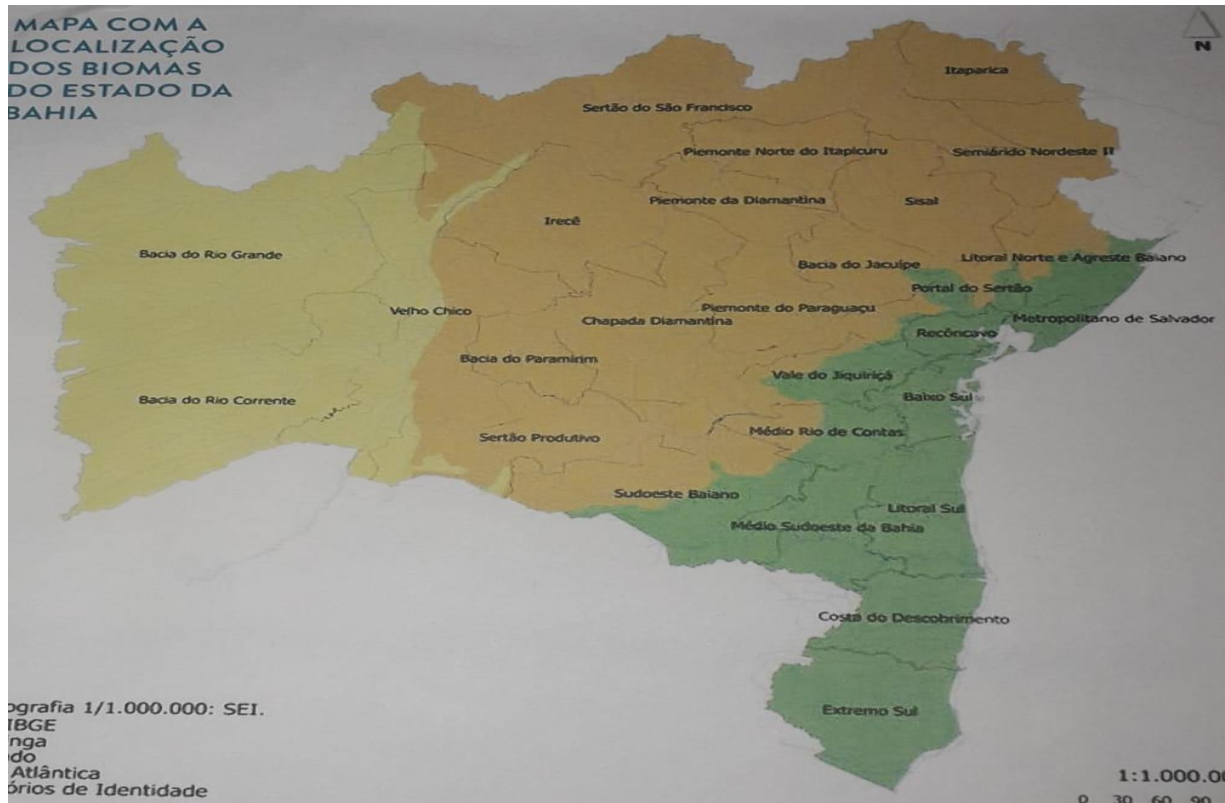 MAPA COM A
LOCALIZAÇÃO
DOS BIOMAS
DO ESTADO DA
BAHIA
N
Itaparica
Sertão do São Francisco
Piemonte Norte do Itapicuru
Semiárido Nordeste II
Piemonte da Diamantina
Sisal
Irecê
Bacia do Rio Grande
Bacia do Jacuípe
Litoral Norte e Agreste Baiano
Portal do Sertão
Velho Chico
Piemonte do Paraguaçu
Chapada Diamantina
Metropolitano de Salvador
Recôncavo
Bacia do Paramirim
Vale do Jiquiriçá
Bacia do Rio Corrente
Baixo Sul
Sertão Produtivo
Médio Rio de Contas
Sudoeste Baiano
Litoral Sul
Médio Sudoeste da Bahia
Costa do Descobrimento
Extremo Sul
ografia 1/1.000.000: SEI.
IBGE
nga
do
Atlântica
órios de Identidade
1:1.000.00
0 30 60 90